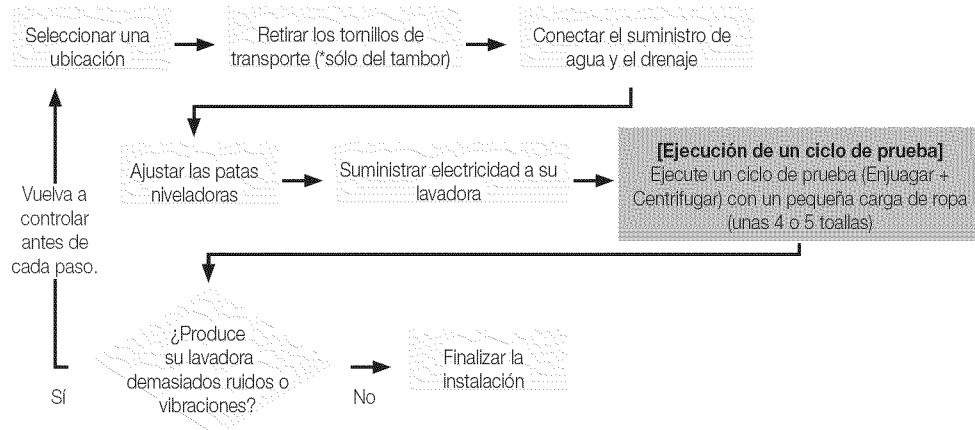 Seleccionar una
ubicación
Retirar los tornillos de
transporte (*sólo del tambor)
Conectar el suministro de
agua y el drenaje
Ajustar las patas
niveladoras
Suministrar electricidad a su
lavadora
[Ejecución de un ciclo de prueba]
Ejecute un ciclo de prueba (Enjuagar +
Centrifugar) con un pequeña carga de ropa
(unas 4 o 5 toallas)
Vuelva a
controlar
antes de
cada paso.
¿Produce
su lavadora
demasiados ruidos o
vibraciones?
Sí
No
Finalizar la
instalación